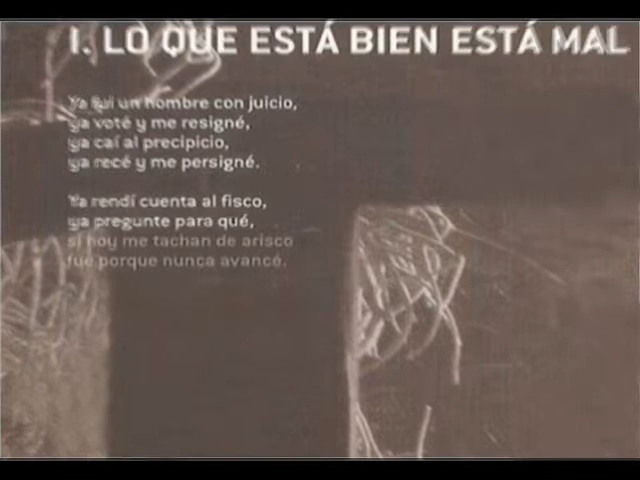 I. LO QUE ESTÁ BIEN ESTÁ MAL
Ya fui un hombre con juicio,
ya voté y me resigné,
ya caí al precipicio,
ya recé y me persigné.
Ya rendí cuenta al fisco,
ya pregunte para qué,
si hoy me tachan de arisco
fue porque nunca avancé.